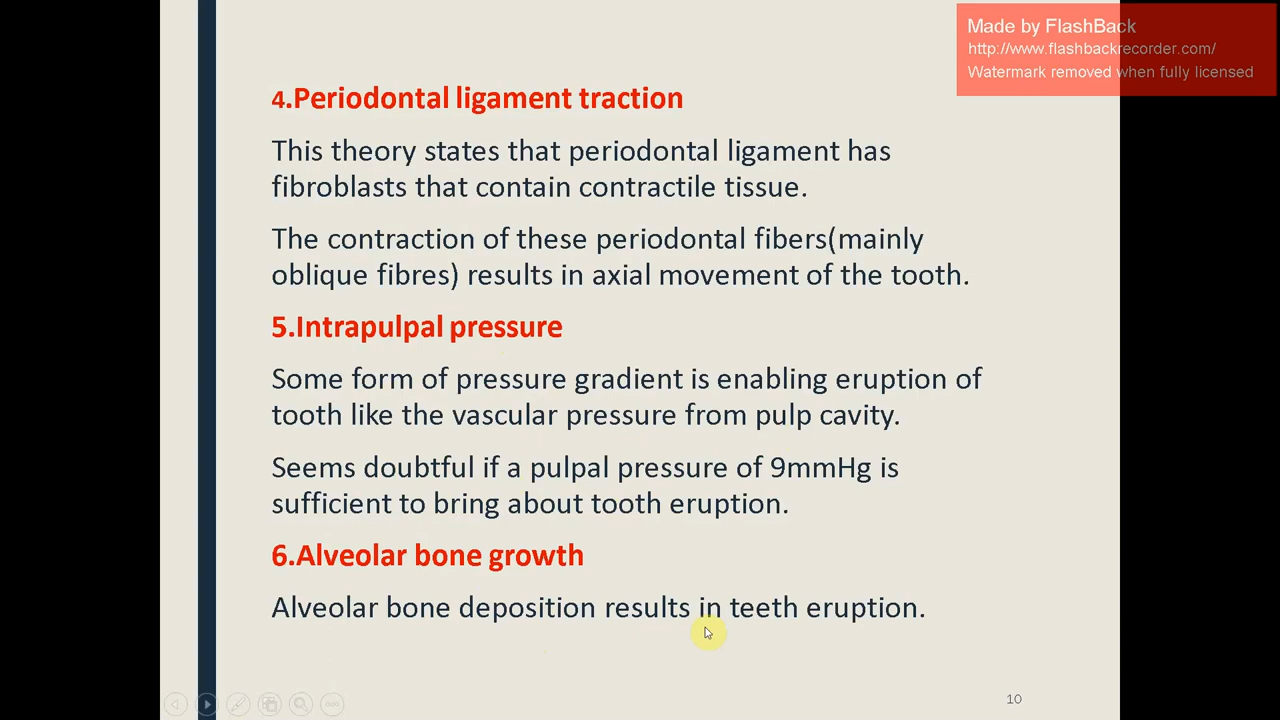 Made by FlashBack
http://www.flashbackrecorder.com/
Watermark removed when fully licensed
4.Periodontal ligament traction
This theory states that periodontal ligament has
fibroblasts that contain contractile tissue.
The contraction of these periodontal fibers(mainly
oblique fibres) results in axial movement of the tooth.
5.Intrapulpal pressure
Some form of pressure gradient is enabling eruption of
tooth like the vascular pressure from pulp cavity.
Seems doubtful if a pulpal pressure of 9mmHg is
sufficient to bring about tooth eruption.
6.Alveolar bone growth
Alveolar bone deposition results in teeth eruption.
10